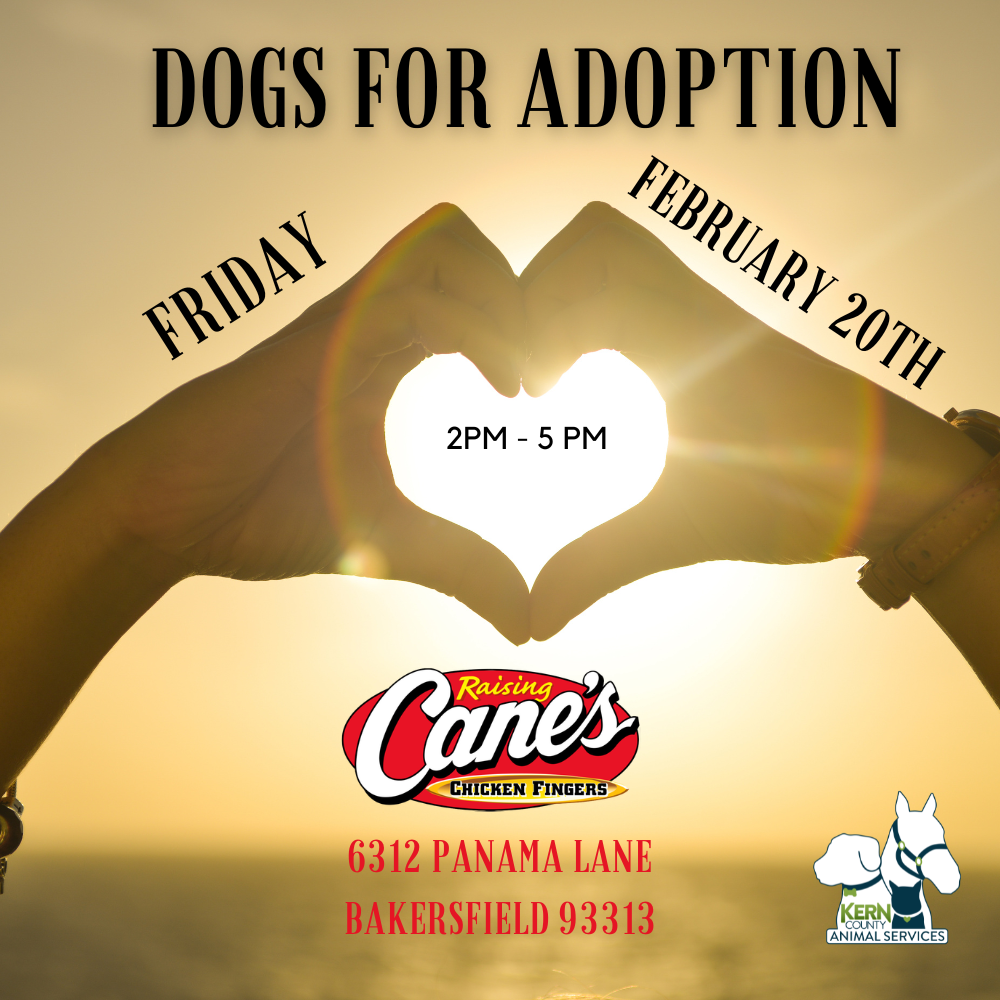 DOGS FOR ADOPTION
FRIDAY
FEBRUARY 20TH
2PM - 5 PM
Raising
Cane's
CHICKEN FINGERS
6312 PANAMA LANE
BAKERSFIELD 93313
KERN
COUNTY
ANIMAL SERVICES